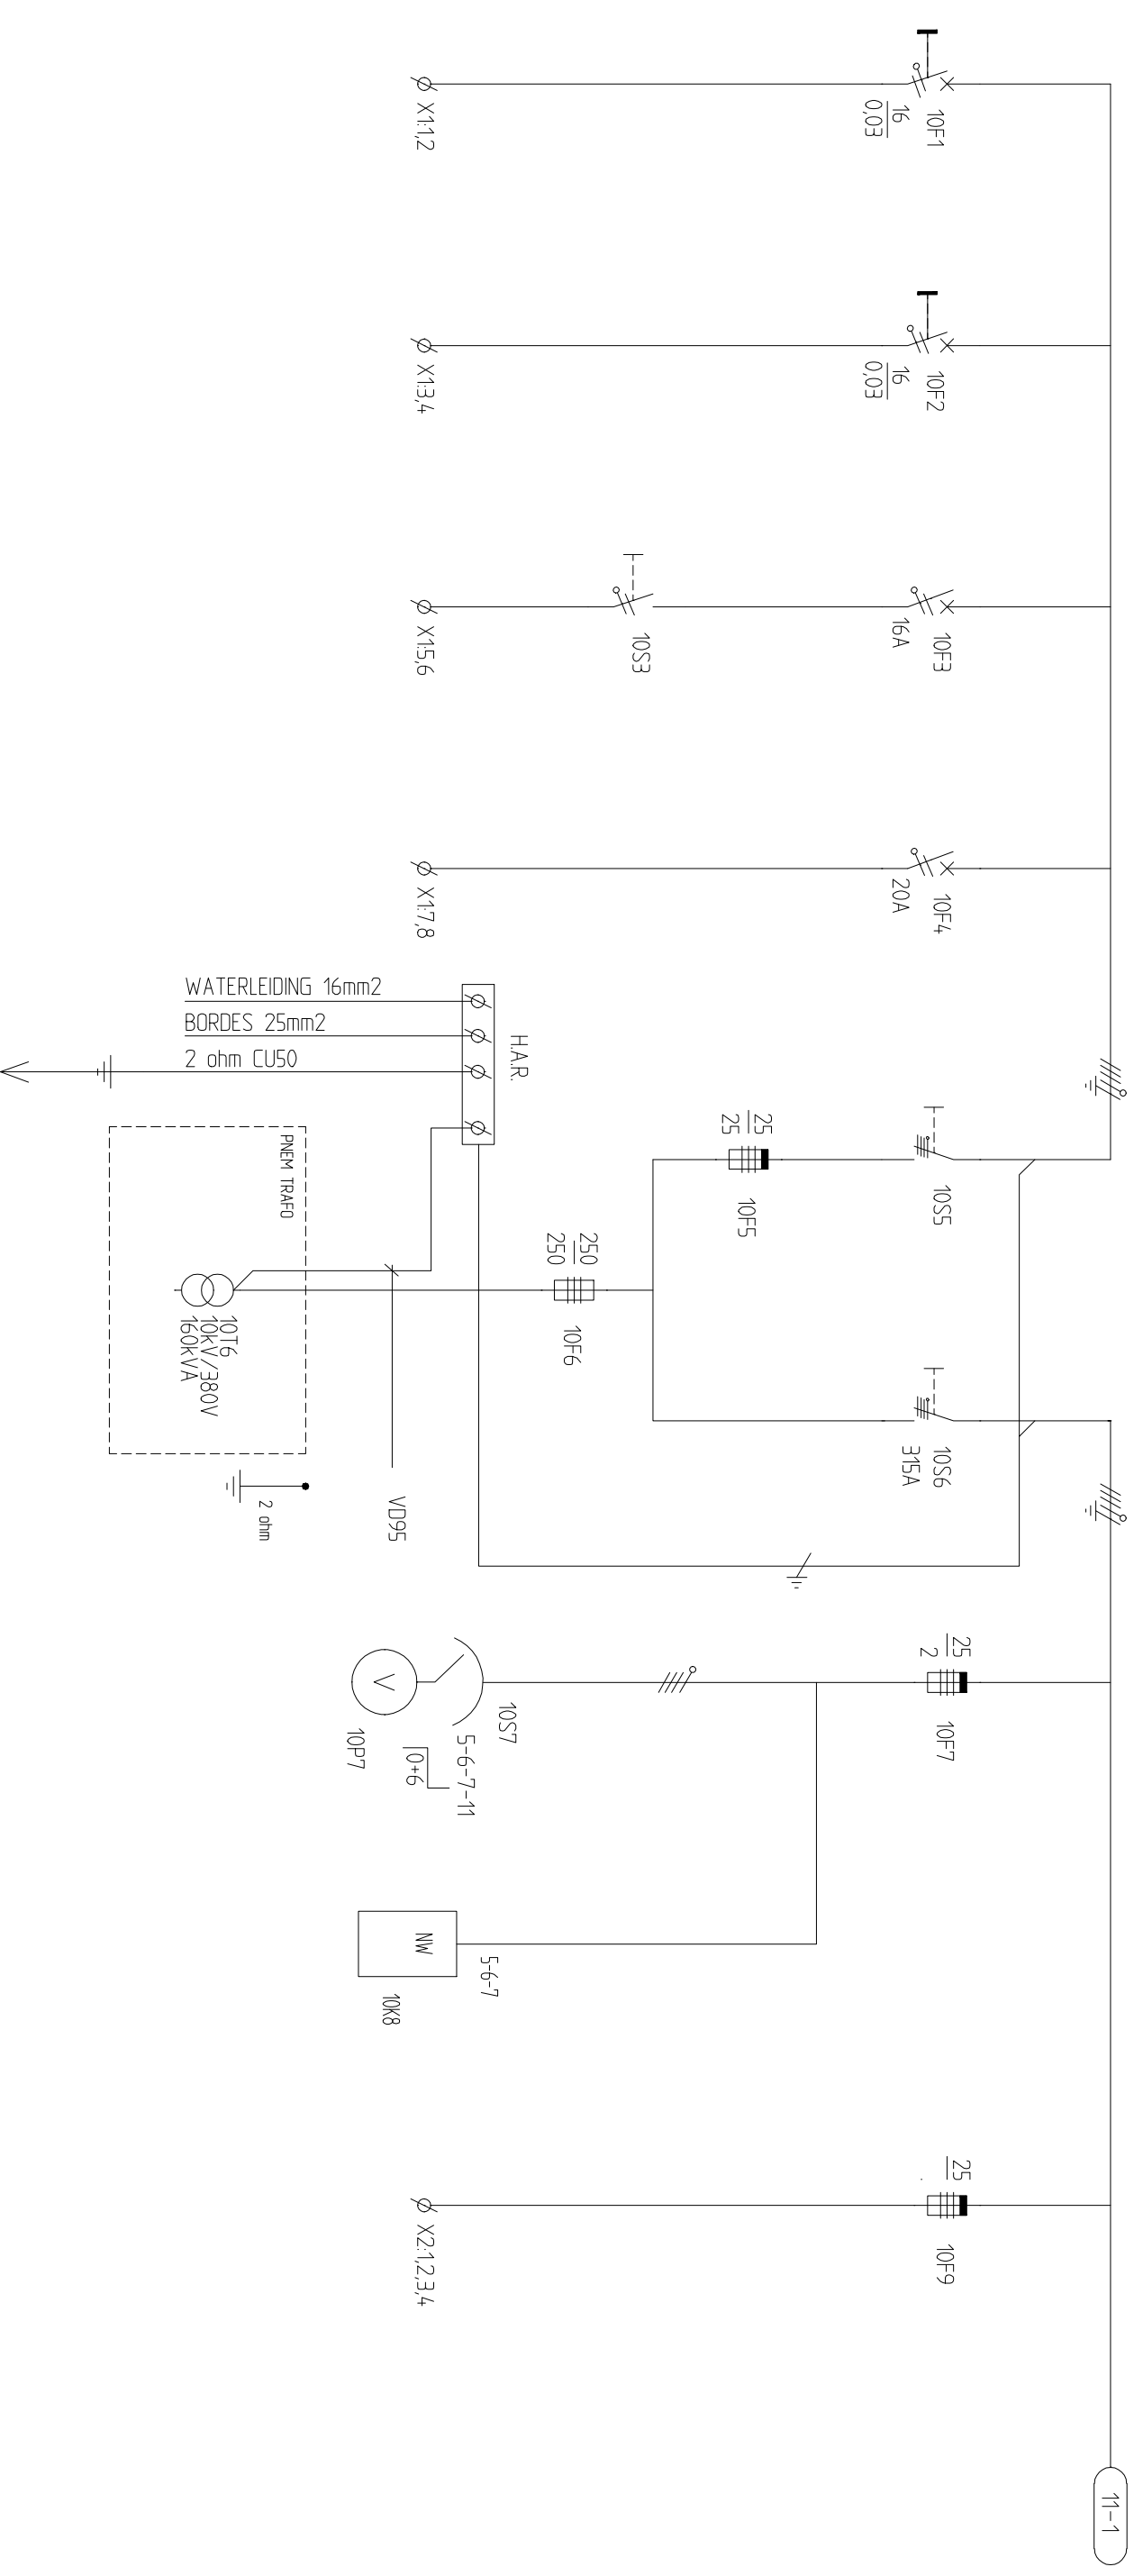 10F1
16
0,03
X1:1,2
10F2
16
0,03
X1:3,4
10F3
16A
10S3
X1:5,6
10F4
20A
X1:7,8
WATERLEIDING 16mm2
BORDES 25mm2
2 ohm CU50
H.A.R.
10S5
25
25
10F5
250
250
10F6
PNEM TRAFO
10T6
10kV/380V
160kVA
2 ohm
VD95
10S6
315A
25
2
10F7
10S7
5-6-7-11
0+6
V
10P7
NW
5-6-7
10K8
25
10F9
X2:1,2,3,4
11-1